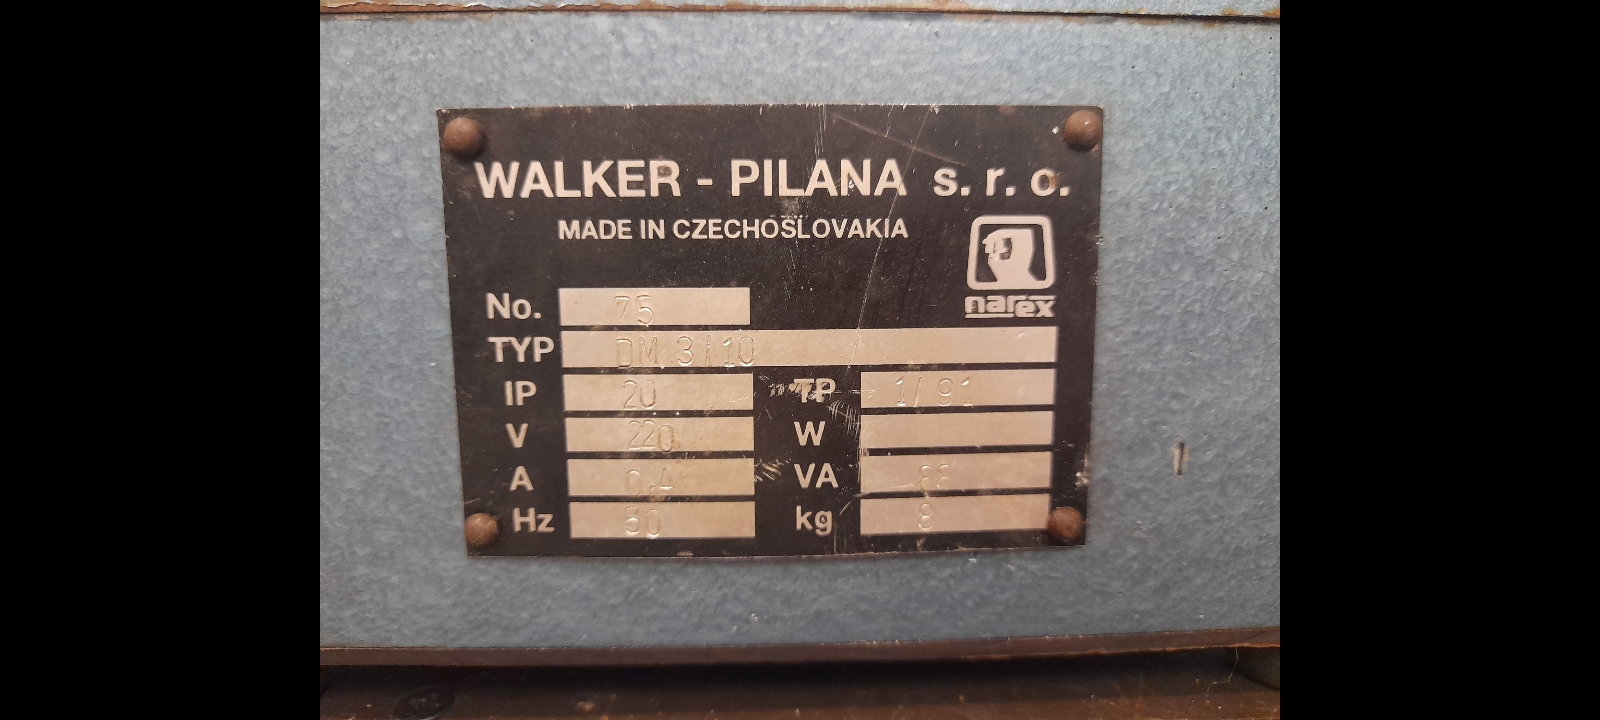 WALKER - PILANA s. r. o.
MADE IN CZECHOSLOVAKIA
narex
No. 75
TYP DM 3/10
IP 20 TP 1/91
V 220 W
A 0,4 VA 88
Hz 50 kg 8